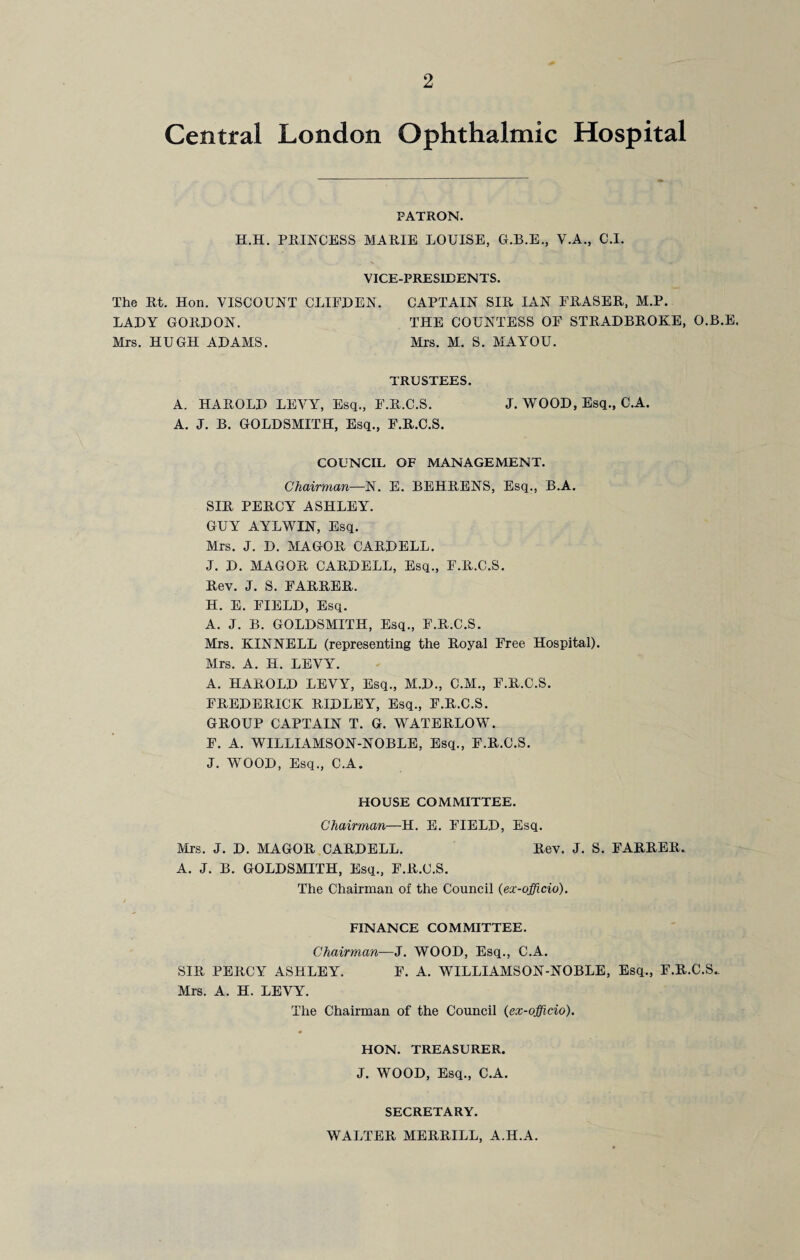 2
Central London Ophthalmic Hospital
PATRON.
H.H. PRINCESS MARIE LOUISE, G.B.E., V.A., C.I.
VICE-PRESIDENTS.
The Rt. Hon. VISCOUNT CLIFDEN. CAPTAIN SIR IAN FRASER, M.P.
LADY GORDON. THE COUNTESS OF STRADBROKE, O.B.E.
Mrs. HUGH ADAMS. Mrs. M. S. MAYOU.
TRUSTEES.
A. HAROLD LEVY, Esq., F.R.C.S. J. WOOD, Esq., C.A.
A. J. B. GOLDSMITH, Esq., F.R.C.S.
COUNCIL OF MANAGEMENT.
Chairman—N. E. BEHRENS, Esq., B.A.
SIR PERCY ASHLEY.
GUY AYLWIN, Esq.
Mrs. J. D. MAGOR CARDELL.
J. D. MAGOR CARDELL, Esq., F.R.C.S.
Rev. J. S. FARRER.
H. E. FIELD, Esq.
A. J. B. GOLDSMITH, Esq., F.R.C.S.
Mrs. KINNELL (representing the Royal Free Hospital).
Mrs. A. H. LEVY.
A. HAROLD LEVY, Esq., M.D., C.M., F.R.C.S.
FREDERICK RIDLEY, Esq., F.R.C.S.
GROUP CAPTAIN T. G. WATERLOW.
F. A. WILLIAMSON-NOBLE, Esq., F.R.C.S.
J. WOOD, Esq., C.A.
HOUSE COMMITTEE.
Chairman—H. E. FIELD, Esq.
Mrs. J. D. MAGOR CARDELL. Rev. J. S. FARRER.
A. J. B. GOLDSMITH, Esq., F.R.C.S.
The Chairman of the Council (ex-officio).
FINANCE COMMITTEE.
Chairman—J. WOOD, Esq., C.A.
SIR PERCY ASHLEY. F. A. WILLIAMSON-NOBLE, Esq., F.R.C.S.
Mrs. A. H. LEVY.
The Chairman of the Council (ex-officio).
HON. TREASURER.
J. WOOD, Esq., C.A.
SECRETARY.
WALTER MERRILL, A.H.A.